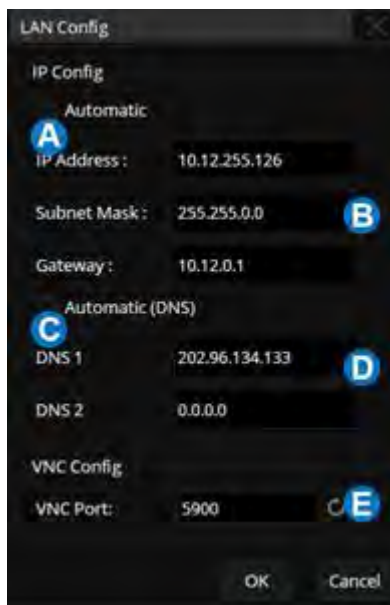 LAN Config
IP Config
Automatic
A
IP Address :
10.12.255.126
Subnet Mask :
255.255.0.0
B
Gateway :
10.12.0.1
Automatic (DNS)
C
DNS 1
202.96.134.133
D
DNS 2
0.0.0.0
VNC Config
VNC Port:
5900
E
OK
Cancel